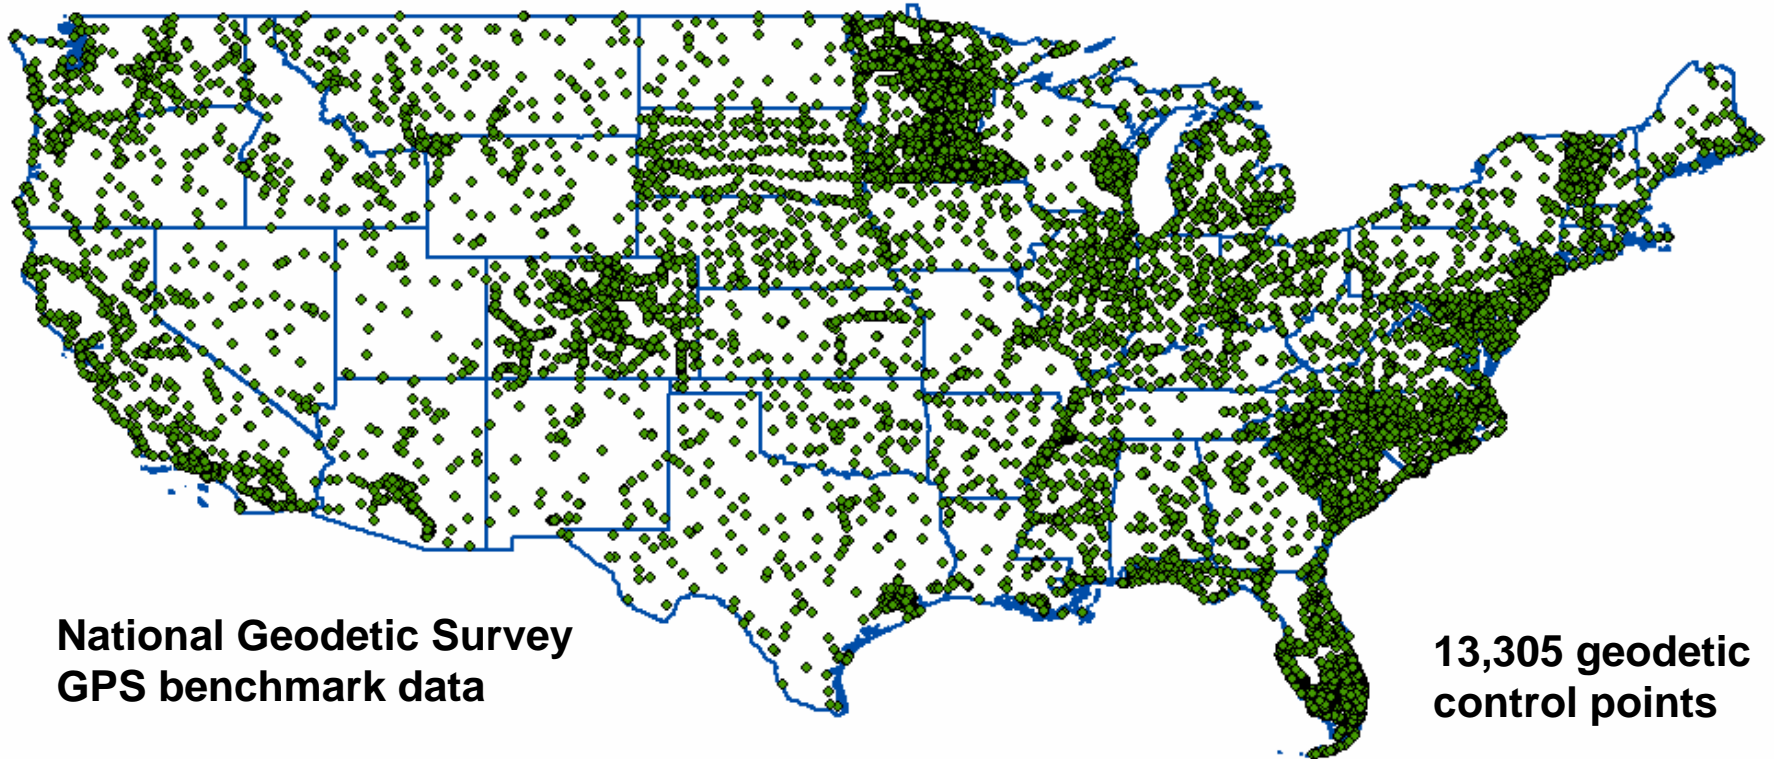 National Geodetic Survey
GPS benchmark data
13,305 geodetic
control points